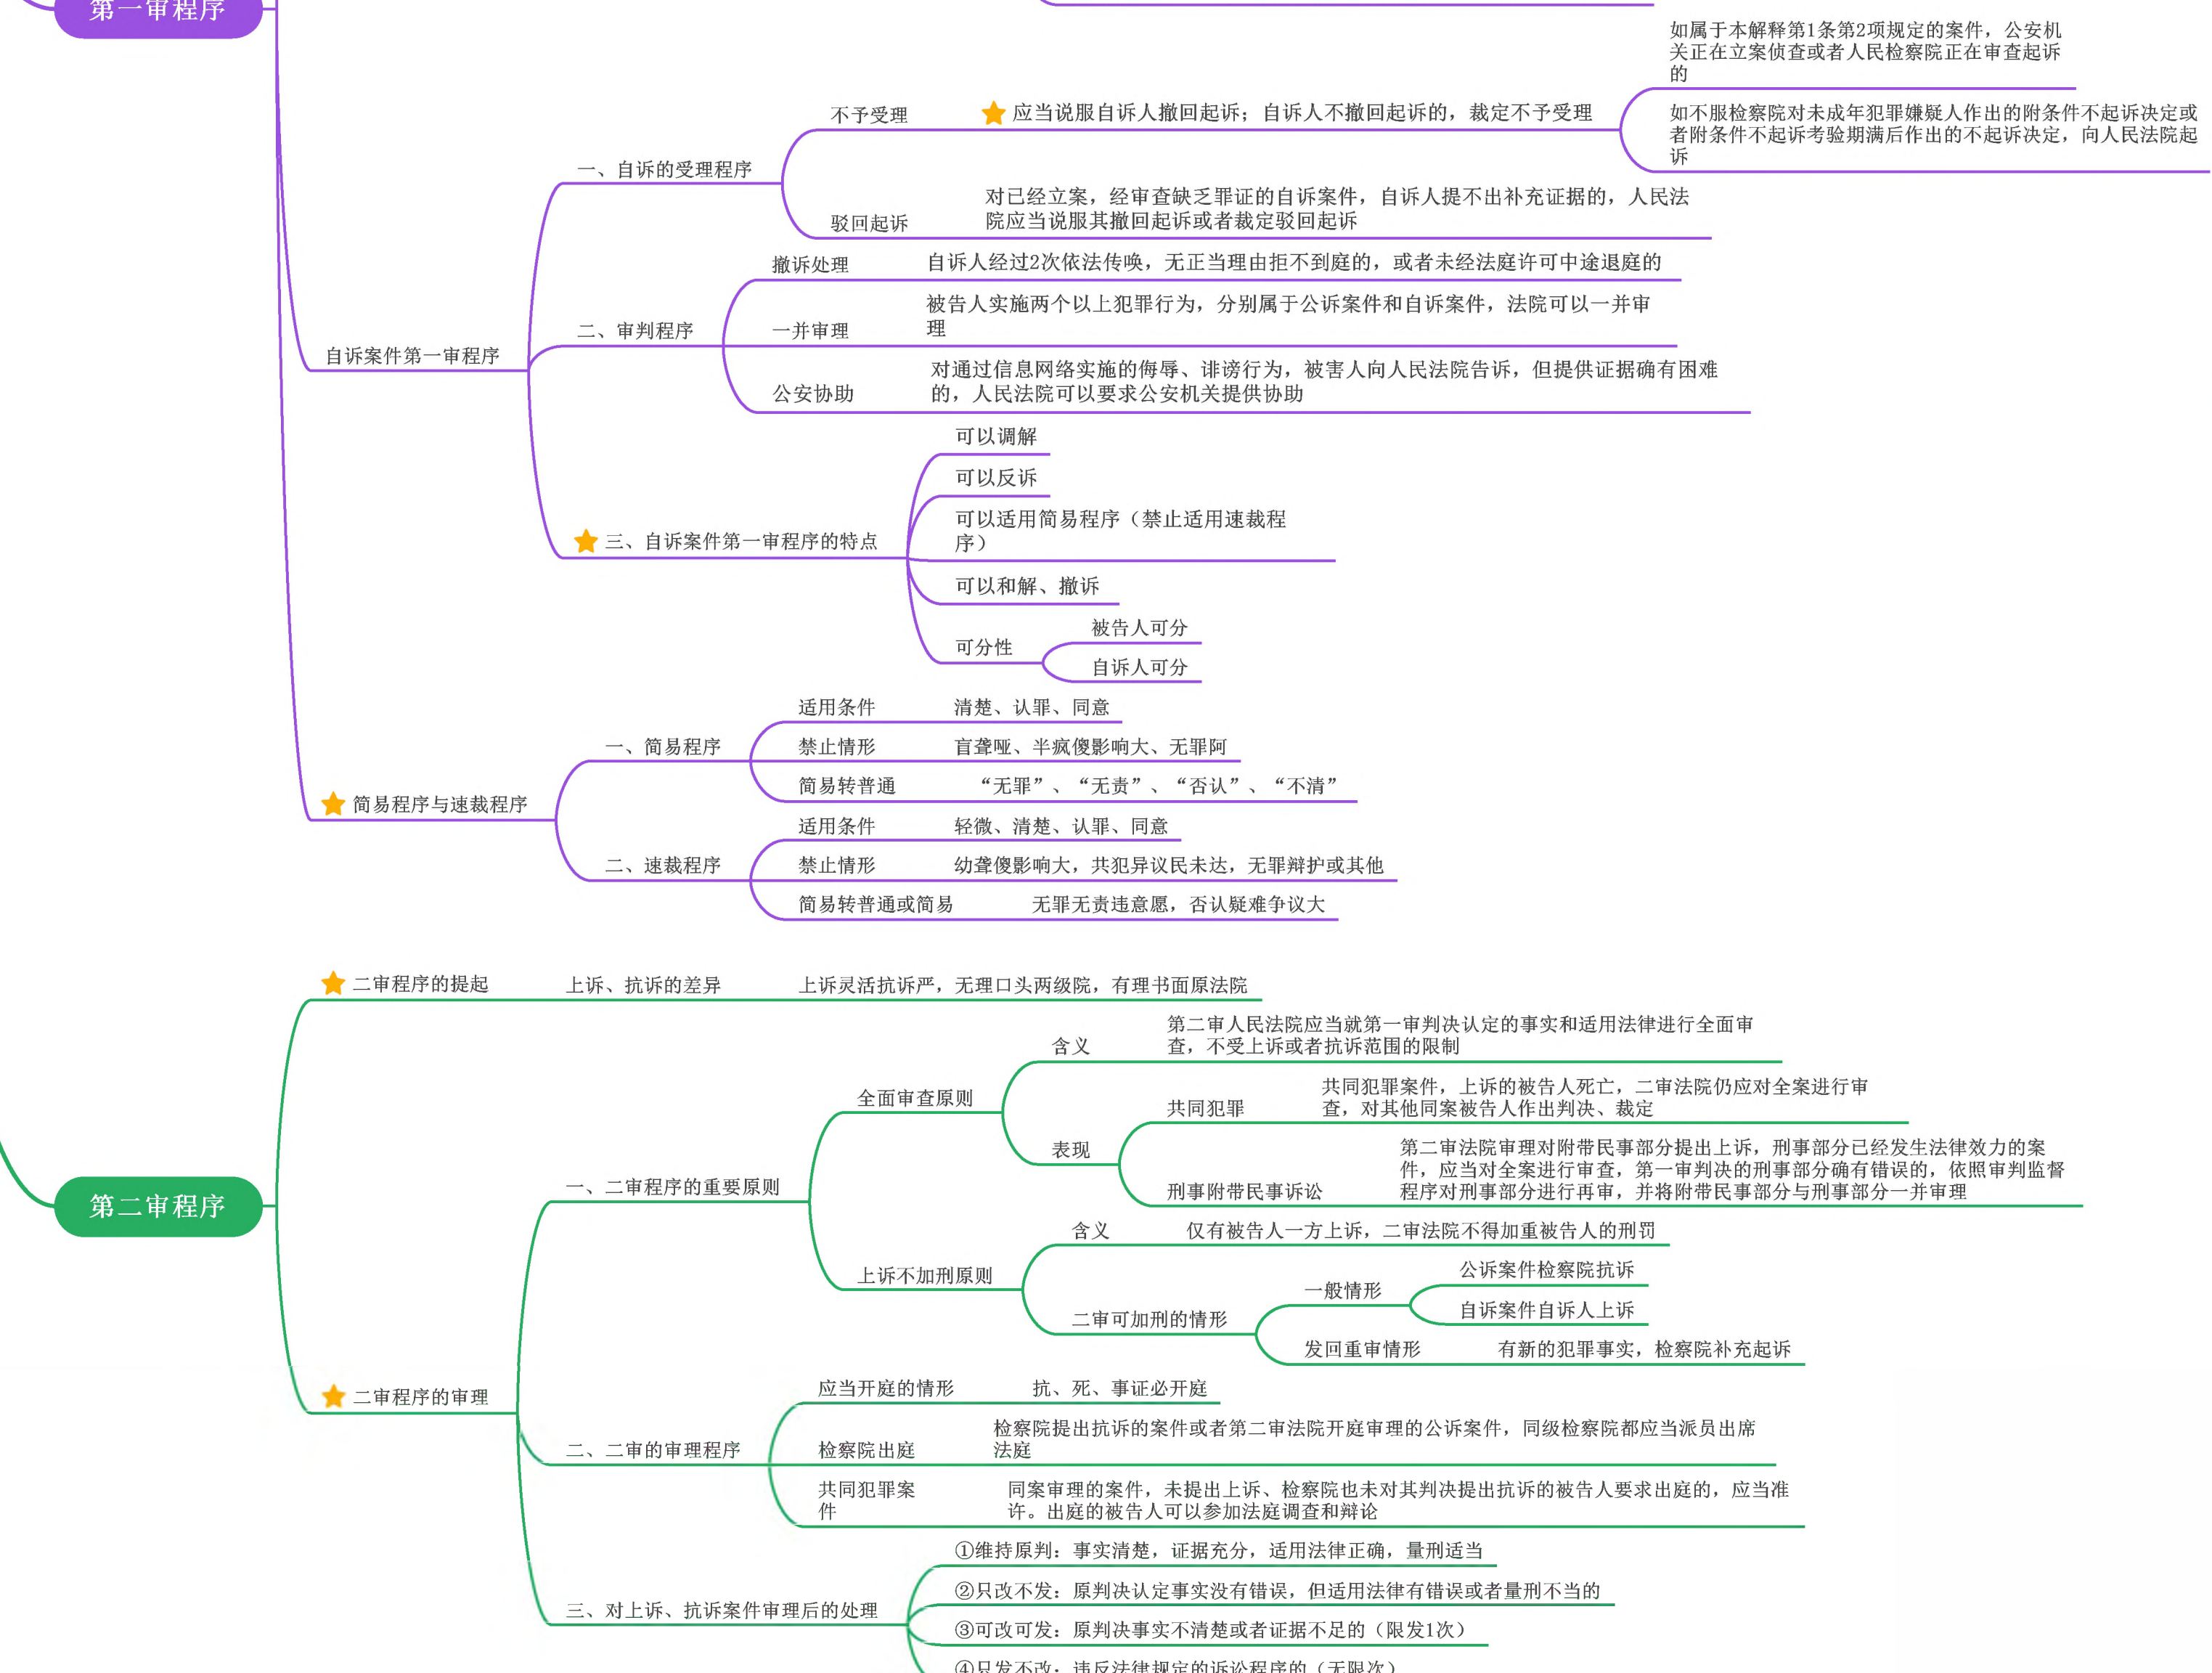 第一审程序
如属于本解释第1条第2项规定的案件，公安机
关正在立案侦查或者人民检察院正在审查起诉
的
不予受理
应当说服自诉人撤回起诉；自诉人不撤回起诉的，裁定不予受理
如不服检察院对未成年犯罪嫌疑人作出的附条件不起诉决定或
者附条件不起诉考验期满后作出的不起诉决定，向人民法院起
诉
一、自诉的受理程序
对已经立案，经审查缺乏罪证的自诉案件，自诉人提不出补充证据的，人民法
院应当说服其撤回起诉或者裁定驳回起诉
驳回起诉
撤诉处理
自诉人经过2次依法传唤，无正当理由拒不到庭的，或者未经法庭许可中途退庭的
被告人实施两个以上犯罪行为，分别属于公诉案件和自诉案件，法院可以一并审
理
二、审判程序
一并审理
自诉案件第一审程序
对通过信息网络实施的侮辱、诽谤行为，被害人向人民法院告诉，但提供证据确有困难
的，人民法院可以要求公安机关提供协助
公安协助
可以调解
可以反诉
可以适用简易程序（禁止适用速裁程
序）
三、自诉案件第一审程序的特点
可以和解、撤诉
可分性
被告人可分
自诉人可分
适用条件
清楚、认罪、同意
一、简易程序
禁止情形
盲聋哑、半疯傻影响大、无罪阿
简易转普通
“无罪”、“无责”、“否认”、“不清”
简易程序与速裁程序
适用条件
轻微、清楚、认罪、同意
二、速裁程序
禁止情形
幼聋傻影响大，共犯异议民未达，无罪辩护或其他
简易转普通或简易
无罪无责违意愿，否认疑难争议大
二审程序的提起
上诉、抗诉的差异
上诉灵活抗诉严，无理口头两级院，有理书面原法院
第二审人民法院应当就第一审判决认定的事实和适用法律进行全面审
查，不受上诉或者抗诉范围的限制
含义
全面审查原则
共同犯罪案件，上诉的被告人死亡，二审法院仍应对全案进行审
查，对其他同案被告人作出判决、裁定
共同犯罪
表现
第二审法院审理对附带民事部分提出上诉，刑事部分已经发生法律效力的案
件，应当对全案进行审查，第一审判决的刑事部分确有错误的，依照审判监督
程序对刑事部分进行再审，并将附带民事部分与刑事部分一并审理
刑事附带民事诉讼
一、二审程序的重要原则
第二审程序
含义
仅有被告人一方上诉，二审法院不得加重被告人的刑罚
上诉不加刑原则
二审可加刑的情形
一般情形
公诉案件检察院抗诉
自诉案件自诉人上诉
发回重审情形
有新的犯罪事实，检察院补充起诉
二审程序的审理
应当开庭的情形
抗、死、事证必开庭
检察院提出抗诉的案件或者第二审法院开庭审理的公诉案件，同级检察院都应当派员出席
法庭
二、二审的审理程序
检察院出庭
共同犯罪案
件
同案审理的案件，未提出上诉、检察院也未对其判决提出抗诉的被告人要求出庭的，应当准
许。出庭的被告人可以参加法庭调查和辩论
①维持原判：事实清楚，证据充分，适用法律正确，量刑适当
②只改不发：原判决认定事实没有错误，但适用法律有错误或者量刑不当的
三、对上诉、抗诉案件审理后的处理
③可改可发：原判决事实不清楚或者证据不足的（限发1次）
④只发不改：违反法律规定的诉讼程序的（无限次）